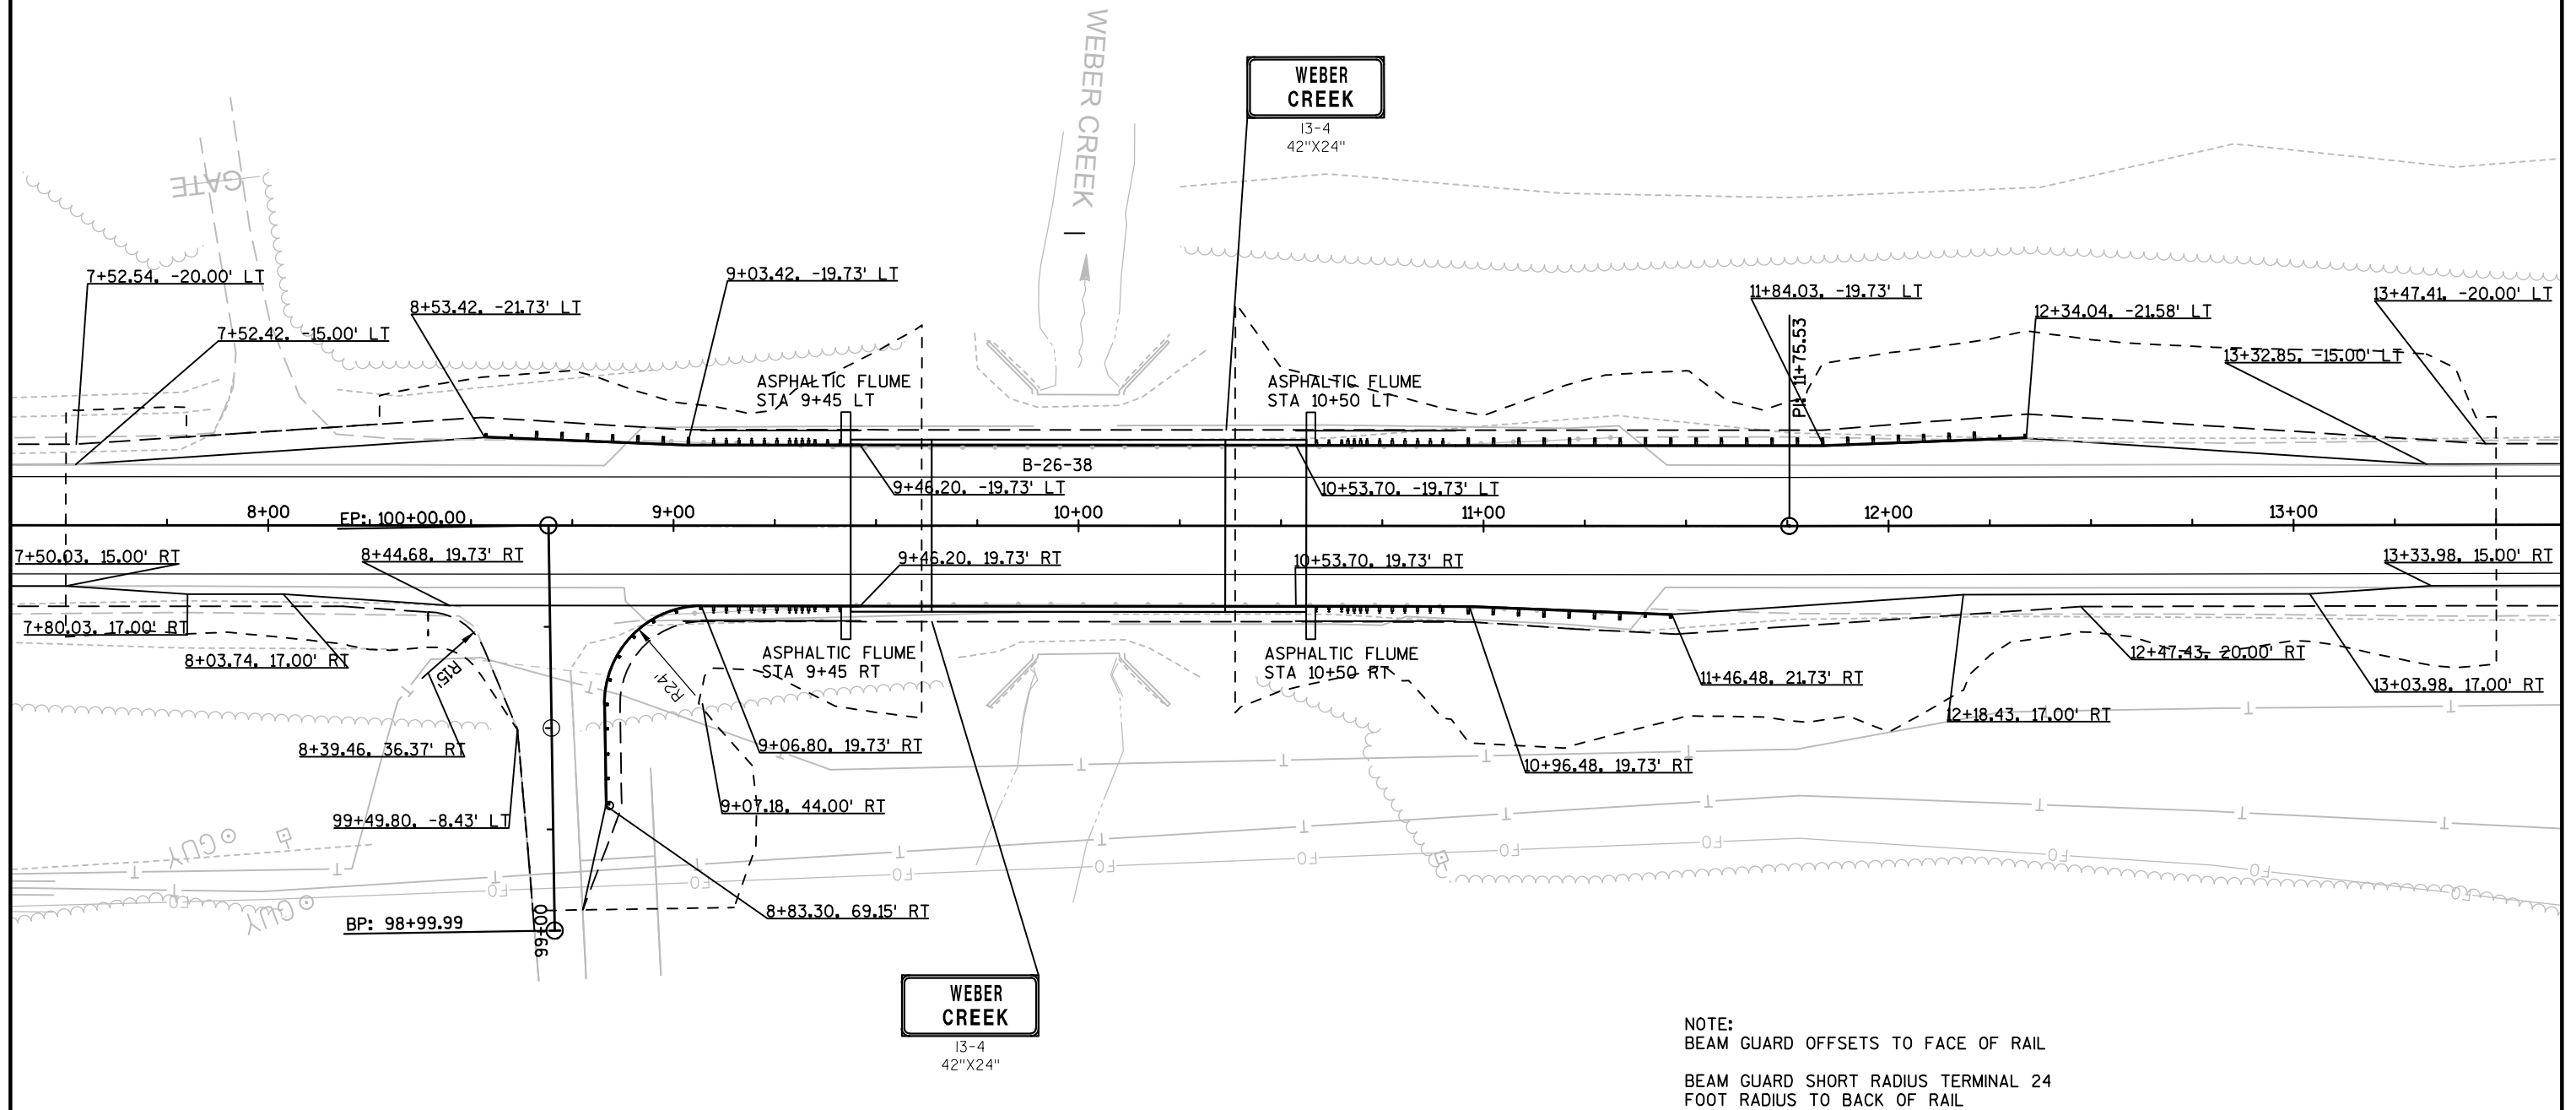 WEBER CREEK
WEBER
CREEK
I3-4
42"X24"
GATE
7+52.54, -20.00' LT
7+52.42, -15.00' LT
8+53.42, -21.73' LT
9+03.42, -19.73' LT
11+84.03, -19.73' LT
12+34.04, -21.58' LT
13+47.41, -20.00' LT
13+32.85, -15.00' LT
PI: 11+75.53
ASPHALTIC FLUME
STA 9+45 LT
ASPHALTIC FLUME
STA 10+50 LT
B-26-38
9+46.20, -19.73' LT
10+53.70, -19.73' LT
8+00
EP: 100+00.00
9+00
10+00
11+00
12+00
13+00
7+50.03, 15.00' RT
8+44.68, 19.73' RT
9+46.20, 19.73' RT
10+53.70, 19.73' RT
13+33.98, 15.00' RT
7+80.03, 17.00' RT
8+03.74, 17.00' RT
R15'
R24'
ASPHALTIC FLUME
STA 9+45 RT
ASPHALTIC FLUME
STA 10+50 RT
11+46.48, 21.73' RT
12+47.43, 20.00' RT
13+03.98, 17.00' RT
12+18.43, 17.00' RT
8+39.46, 36.37' RT
9+06.80, 19.73' RT
10+96.48, 19.73' RT
9+07.18, 44.00' RT
99+49.80, -8.43' LT
GUY
GUY
8+83.30, 69.15' RT
BP: 98+99.99
99+00
T T T T T T T T
T T T T T T T T T T T T
FO FO FO FO FO FO FO FO FO FO FO
WEBER
CREEK
I3-4
42"X24"
NOTE:
BEAM GUARD OFFSETS TO FACE OF RAIL
BEAM GUARD SHORT RADIUS TERMINAL 24
FOOT RADIUS TO BACK OF RAIL